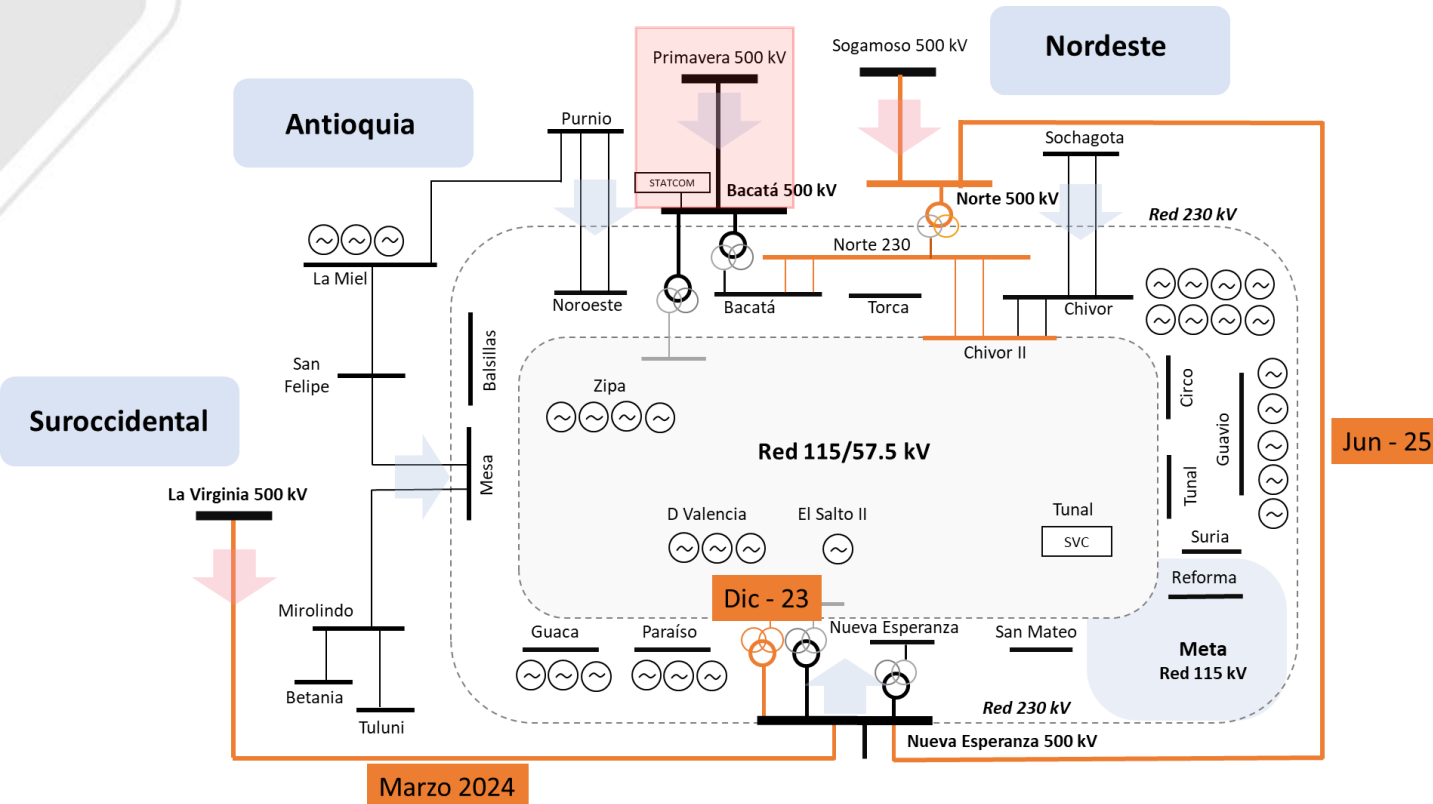 Nordeste
Sogamoso 500 kV
Primavera 500 kV
Antioquia
Purnio
Sochagota
STATCOM
Bacatá 500 kV
Norte 500 kV
Red 230 kV
Norte 230
La Miel
Noroeste
Bacatá
Torca
Chivor
Chivor II
Balsillas
San
Felipe
Zipa
Circo
Guavio
Suroccidental
Jun - 25
Red 115/57.5 kV
Mesa
Tunal
La Virginia 500 kV
D Valencia
El Salto II
Tunal
SVC
Suria
Reforma
Dic - 23
Mirolindo
Guaca
Paraíso
Nueva Esperanza
San Mateo
Meta
Red 115 kV
Betania
Tuluni
Red 230 kV
Nueva Esperanza 500 kV
Marzo 2024